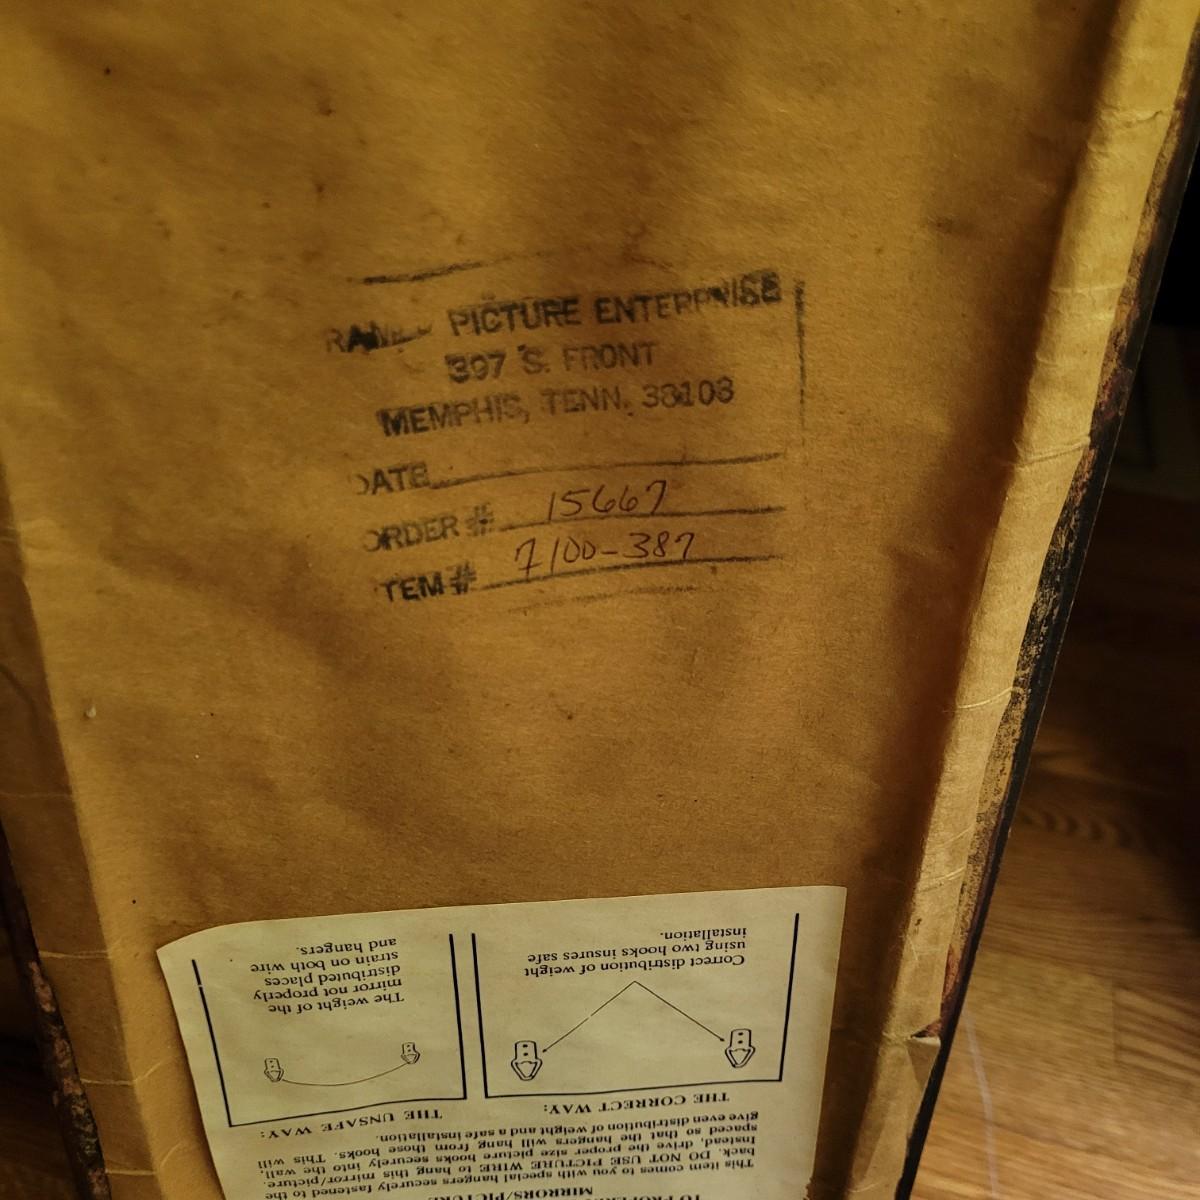 PICTURE ENTERPRISE
397 S. FRONT
MEMPHIS, TENN. 38103
DATE
ORDER # 15667
ITEM # 7100-387
MIRRORS/
This item comes to you with special hangers securely fastened to the
back. DO NOT USE PICTURE WIRE to hang this mirror/picture.
Instead, drive the proper size picture hooks securely into the wall,
spaced so that the hangers will hang from those hooks. This will
give even distribution of weight and a safe installation.
THE CORRECT WAY:
Correct distribution of weight
using two hooks insures safe
installation.
THE UNSAFE WAY:
The weight of the
mirror not properly
distributed places
strain on both wire
and hangers.